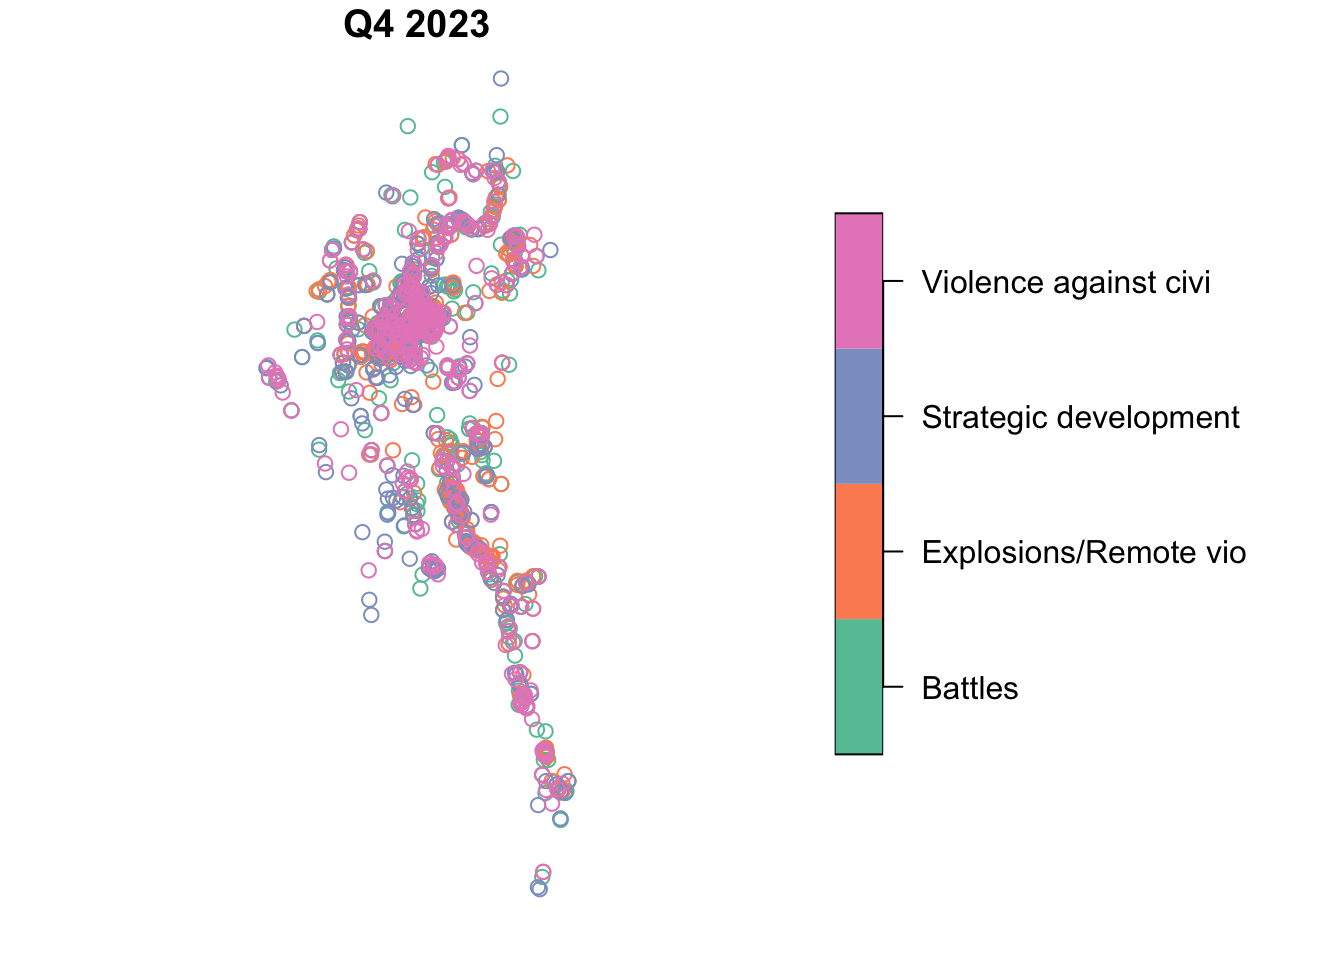 Q4 2023
Violence against civi
Strategic development
Explosions/Remote vio
Battles